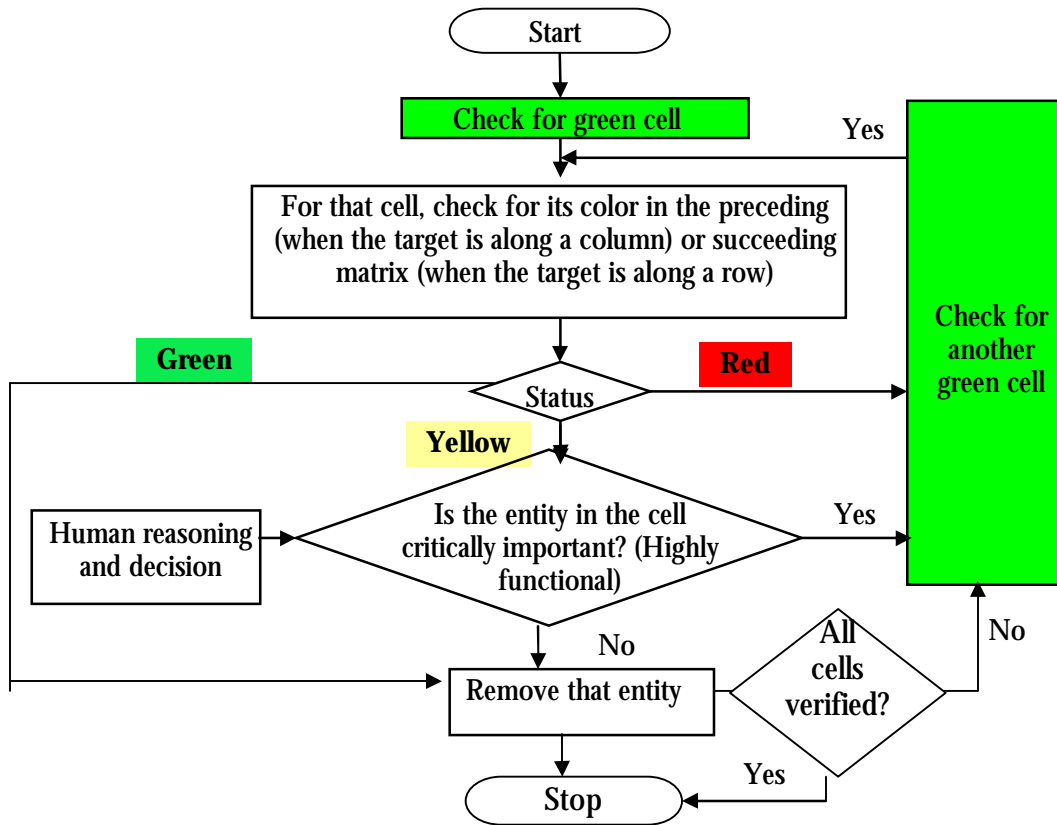 Start
Check for green cell
Yes
For that cell, check for its color in the preceding
(when the target is along a column) or succeeding
matrix (when the target is along a row)
Check for
another
green cell
Green
Red
Status
Yellow
Human reasoning
and decision
Is the entity in the cell
critically important? (Highly
functional)
Yes
No
All
cells
verified?
No
Remove that entity
Yes
Stop